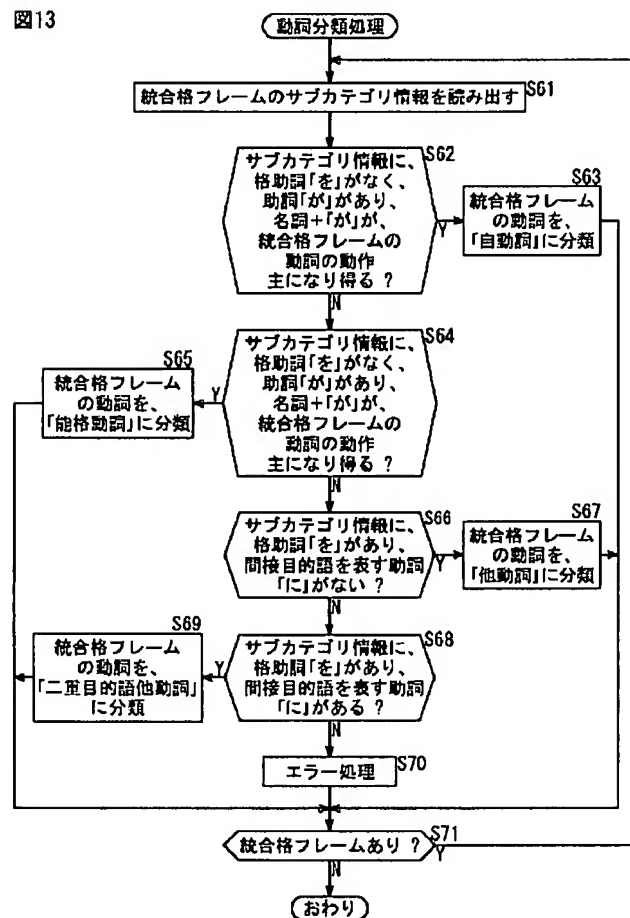 図13
動詞分類処理
統合格フレームのサブカテゴリ情報を読み出す
S61
サブカテゴリ情報に、
格助詞「を」がなく、
助詞「が」があり、
名詞+「が」が、
統合格フレームの
動詞の動作
主になり得る ?
S62
Y
N
S63
統合格フレーム
の動詞を、
「自動詞」に分類
サブカテゴリ情報に、
格助詞「を」がなく、
助詞「が」があり、
名詞+「が」が、
統合格フレームの
動詞の動作
主になり得る ?
S64
Y
N
S65
統合格フレーム
の動詞を、
「能格動詞」に分類
サブカテゴリ情報に、
格助詞「を」があり、
間接目的語を表す助詞
「に」がない ?
S66
Y
N
S67
統合格フレーム
の動詞を、
「他動詞」に分類
サブカテゴリ情報に、
格助詞「を」があり、
間接目的語を表す助詞
「に」がある ?
S68
Y
N
S69
統合格フレーム
の動詞を、
「二重目的語他動詞」
に分類
エラー処理
S70
統合格フレームあり ?
S71
Y
N
おわり